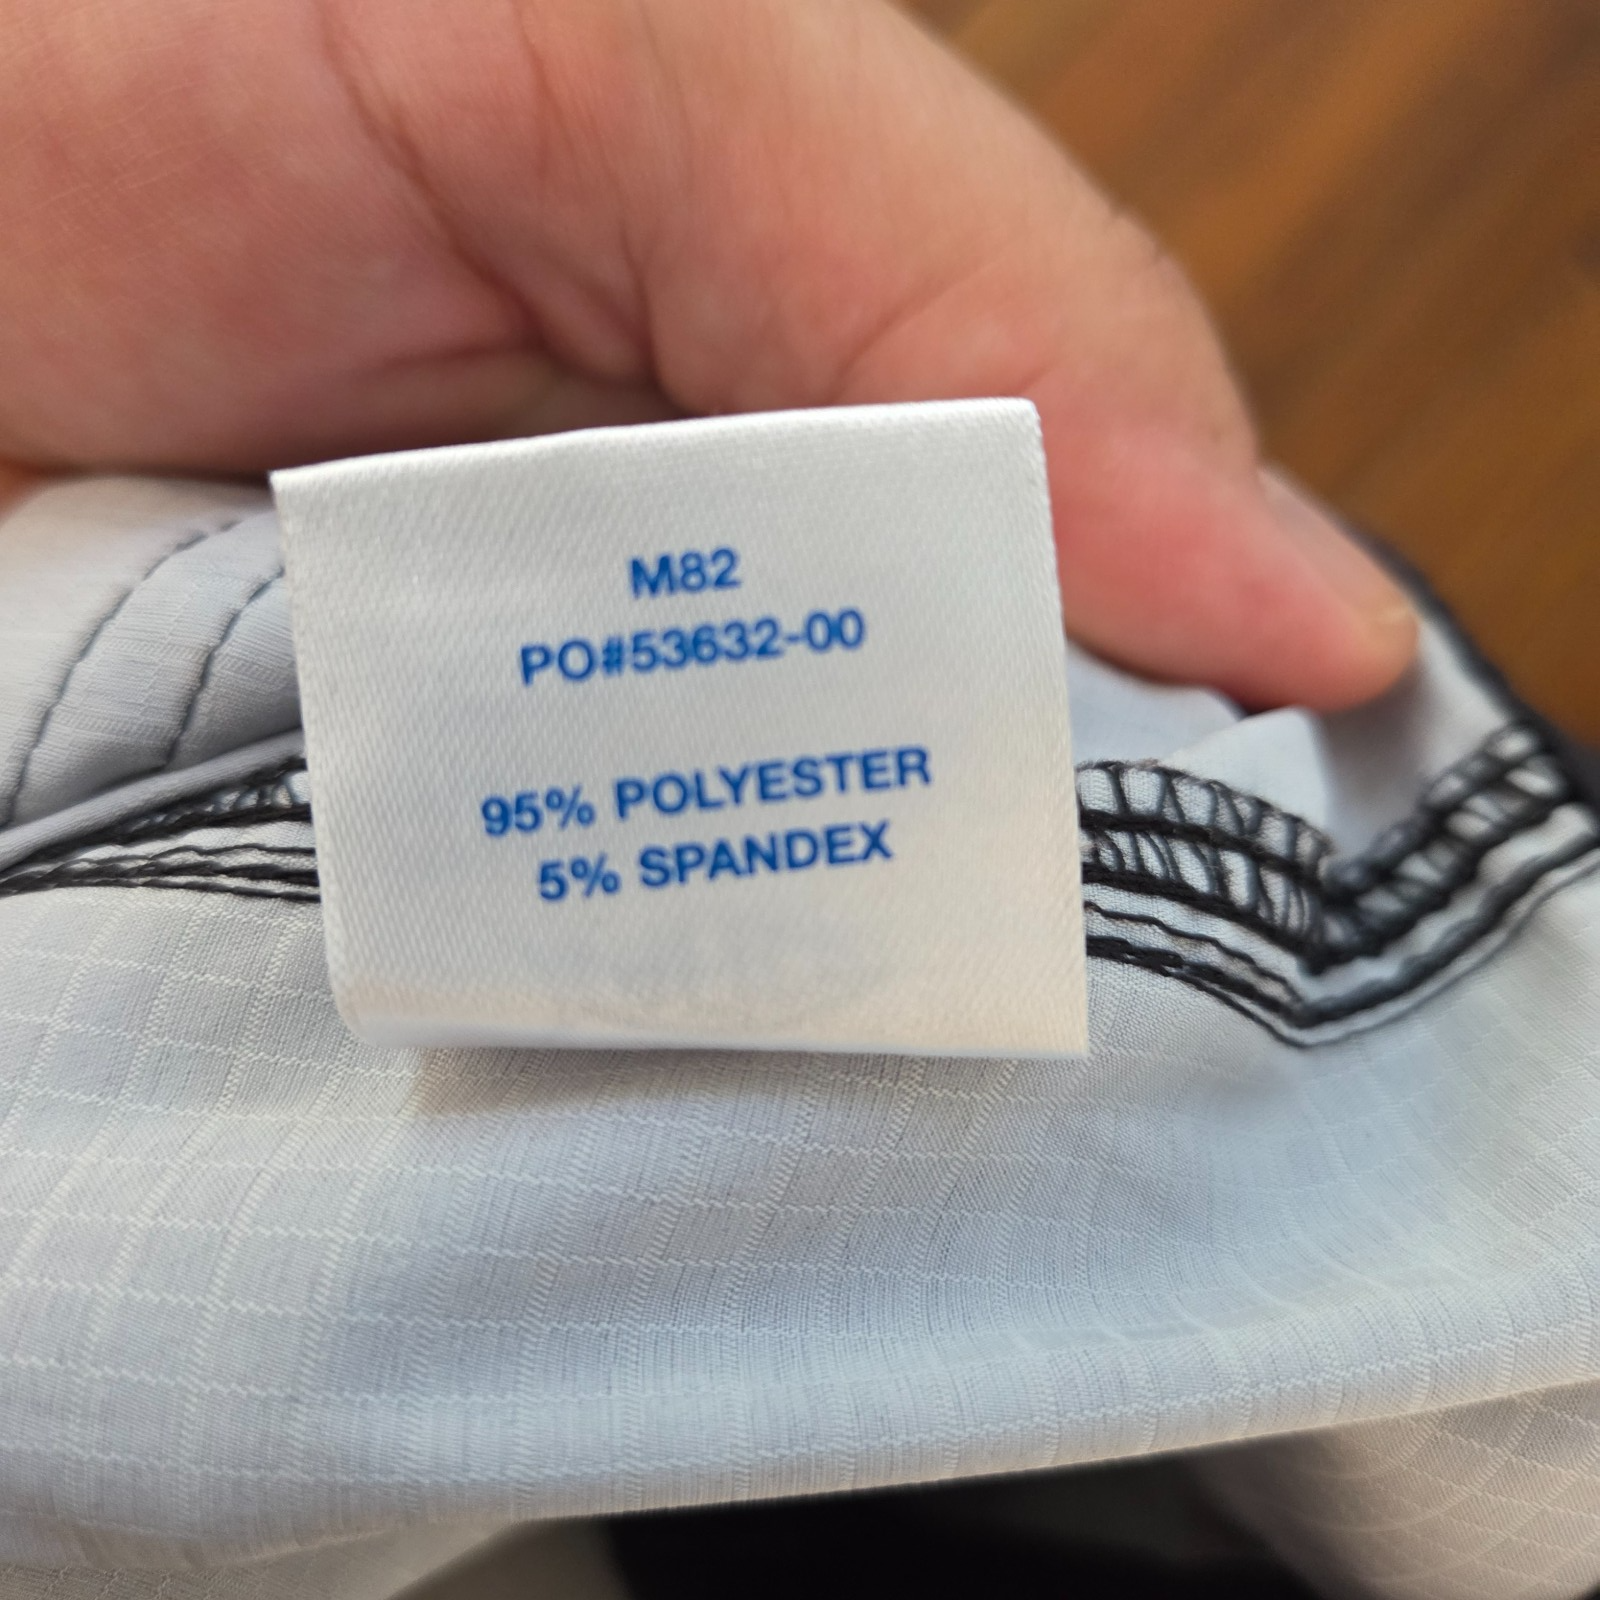 M82
PO#53632-00
95% POLYESTER
5% SPANDEX